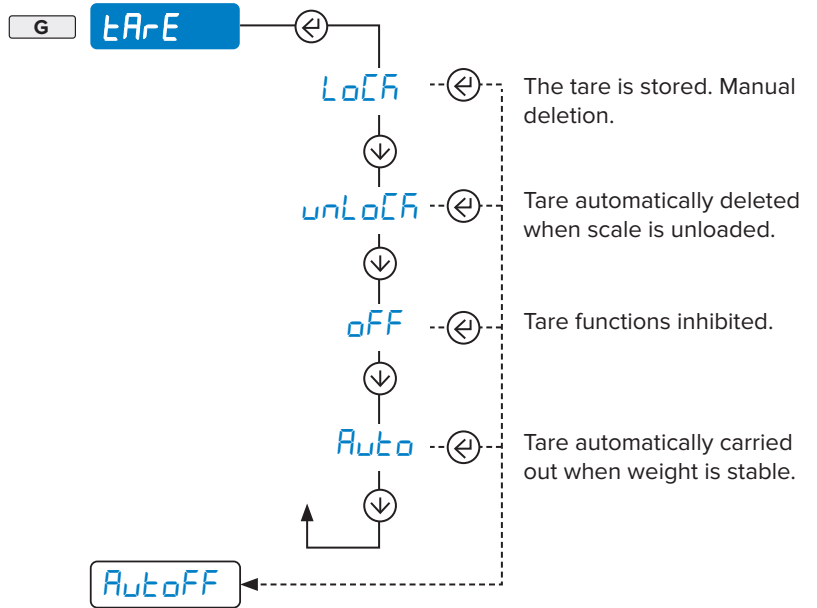 G
tArE
LoCK
The tare is stored. Manual
deletion.
unLoCK
Tare automatically deleted
when scale is unloaded.
oFF
Tare functions inhibited.
Auto
Tare automatically carried
out when weight is stable.
AutoFF